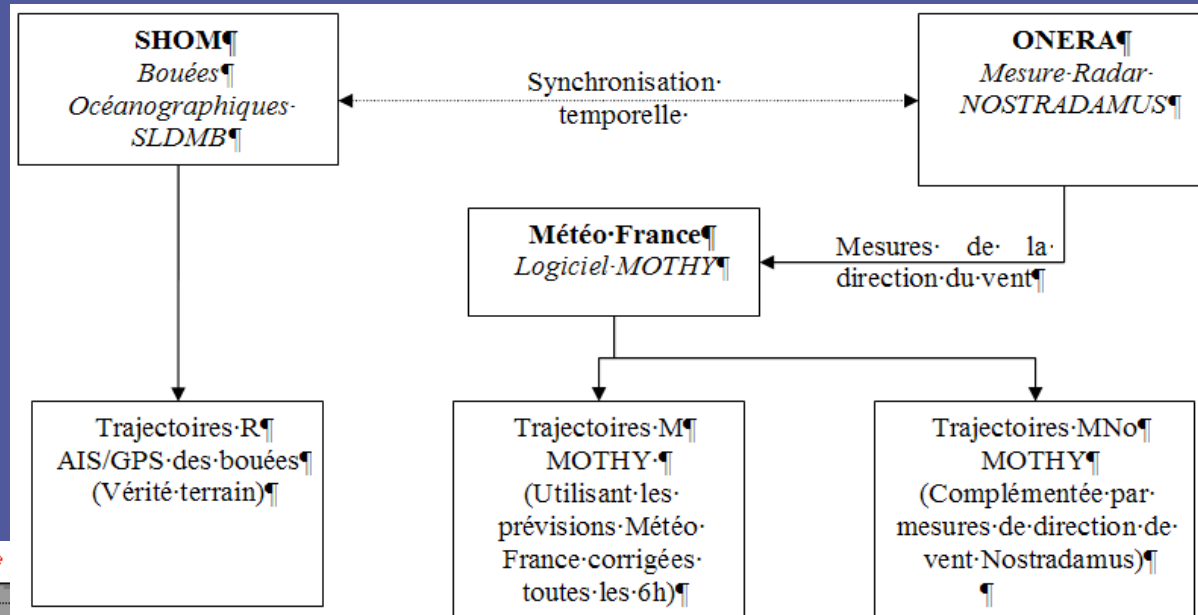 SHOM¶
Bouées¶
Océanographiques·
SLDMB¶
Synchronisation·
temporelle·
ONERA¶
Mesure·Radar·
NOSTRADAMUS¶
Météo·France¶
Logiciel·MOTHY¶
Mesures· de· la·
direction·du·vent¶
Trajectoires·R¶
AIS/GPS·des·bouées¶
(Vérité·terrain)¶
Trajectoires·M¶
MOTHY·¶
(Utilisant·les·
prévisions·Météo·
France·corrigées·
toutes·les·6h)¶
Trajectoires·MNo¶
MOTHY¶
(Complémentée·par·
mesures·de·direction·de·
vent·Nostradamus)¶
¶